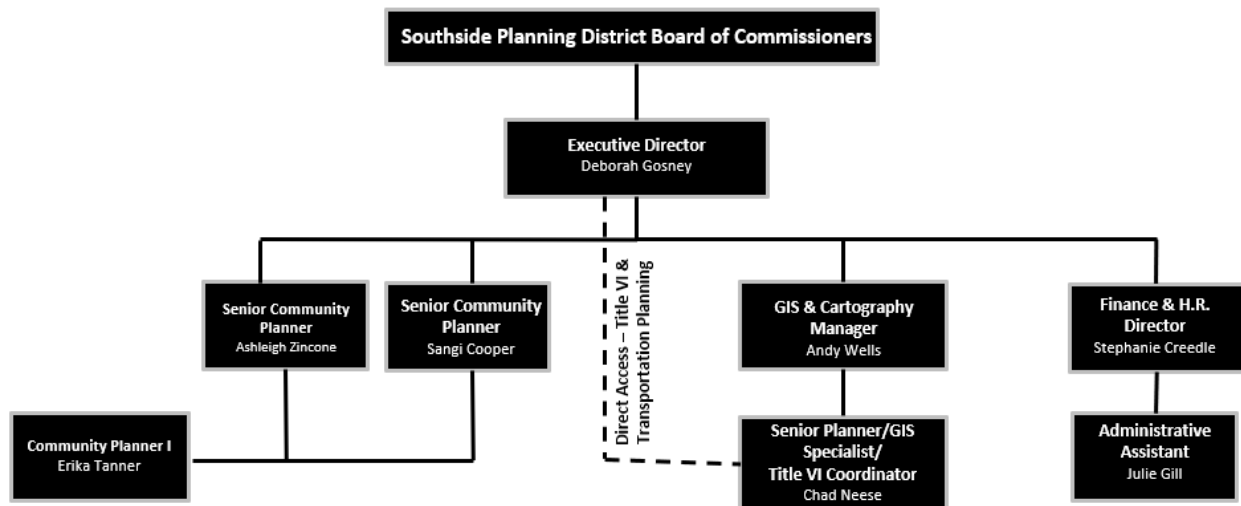 Southside Planning District Board of Commissioners
Executive Director
Deborah Gosney
Direct Access – Title VI &
Transportation Planning
Senior Community
Planner
Ashleigh Zincone
Senior Community
Planner
Sangi Cooper
GIS & Cartography
Manager
Andy Wells
Finance & H.R.
Director
Stephanie Creedle
Community Planner I
Erika Tanner
Senior Planner/GIS
Specialist/
Title VI Coordinator
Chad Neese
Administrative
Assistant
Julie Gill